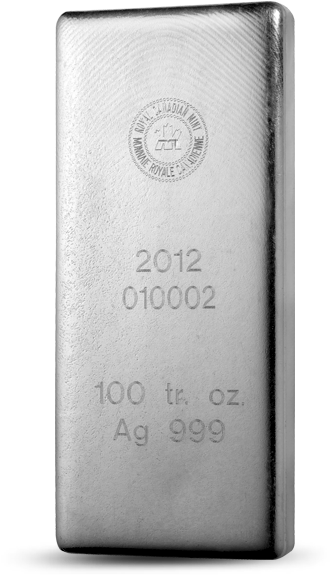 ROYAL CANADIAN MINT
MONNAIE ROYALE CANADIENNE
2012
010002
100 tr. oz.
Ag 999